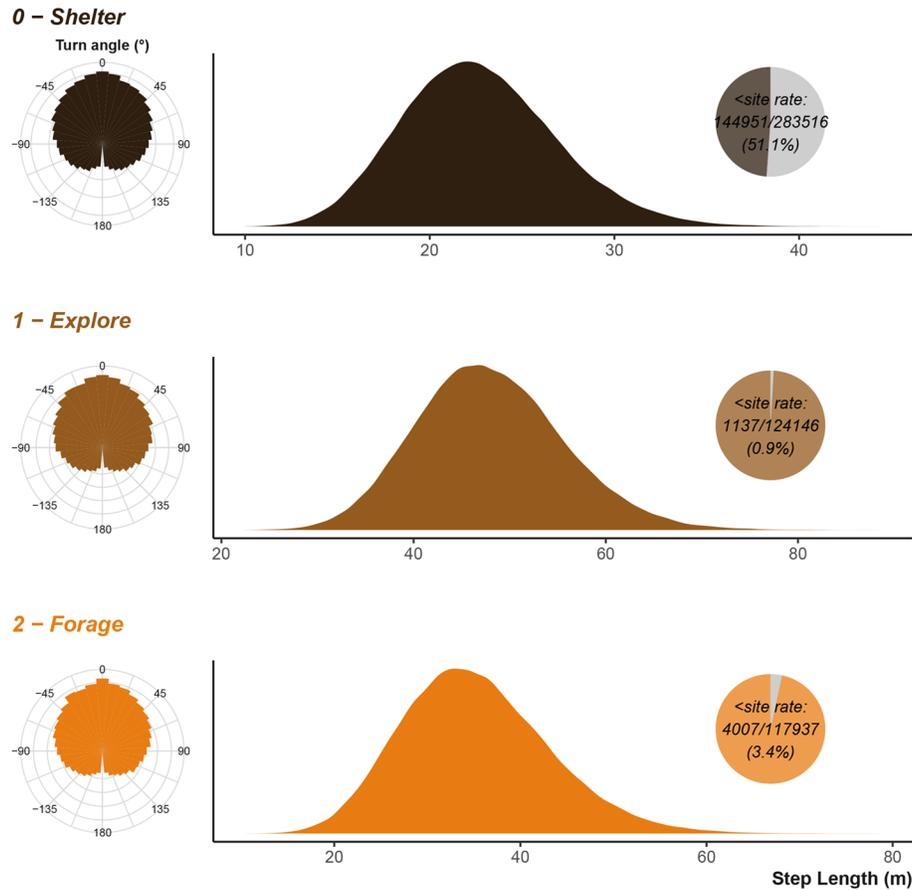 0 − Shelter
Turn angle (°)
0
−45 45
−90 90
−135 135
180
<site rate:
144951/283516
(51.1%)
10 20 30 40
1 − Explore
0
−45 45
−90 90
−135 135
180
<site rate:
1137/124146
(0.9%)
20 40 60 80
2 − Forage
0
−45 45
−90 90
−135 135
180
<site rate:
4007/117937
(3.4%)
20 40 60 80
Step Length (m)